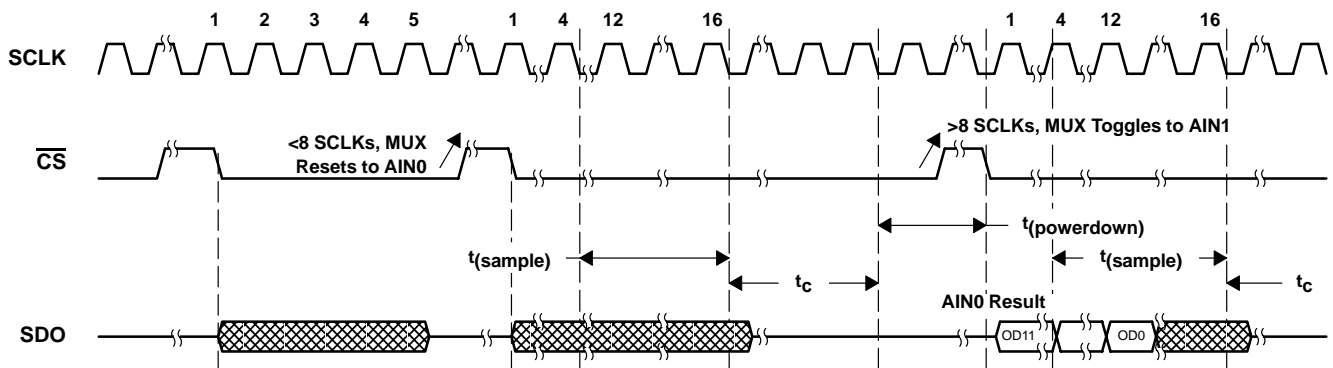 1 2 3 4 5 1 4 12 16 1 4 12 16
SCLK
CS
<8 SCLKs, MUX
Resets to AIN0
>8 SCLKs, MUX Toggles to AIN1
t(powerdown)
t(sample)
t(sample)
tc
tc
AIN0 Result
SDO
OD11
OD0